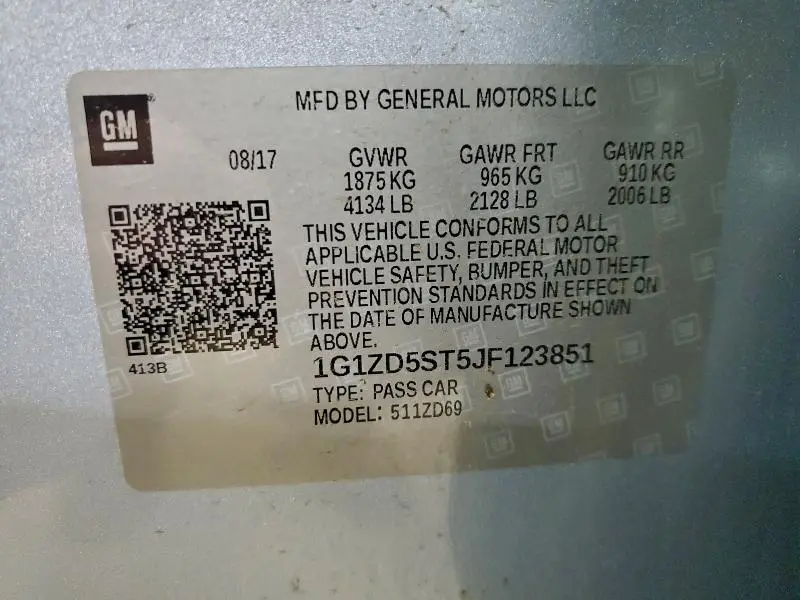 GM
MFD BY GENERAL MOTORS LLC
08/17 GVWR GAWR FRT GAWR RR
1875 KG 965 KG 910 KG
4134 LB 2128 LB 2006 LB
THIS VEHICLE CONFORMS TO ALL
APPLICABLE U.S. FEDERAL MOTOR
VEHICLE SAFETY, BUMPER, AND THEFT
PREVENTION STANDARDS IN EFFECT ON
THE DATE OF MANUFACTURE SHOWN
ABOVE.
413B
1G1ZD5ST5JF123851
TYPE: PASS CAR
MODEL: 511ZD69